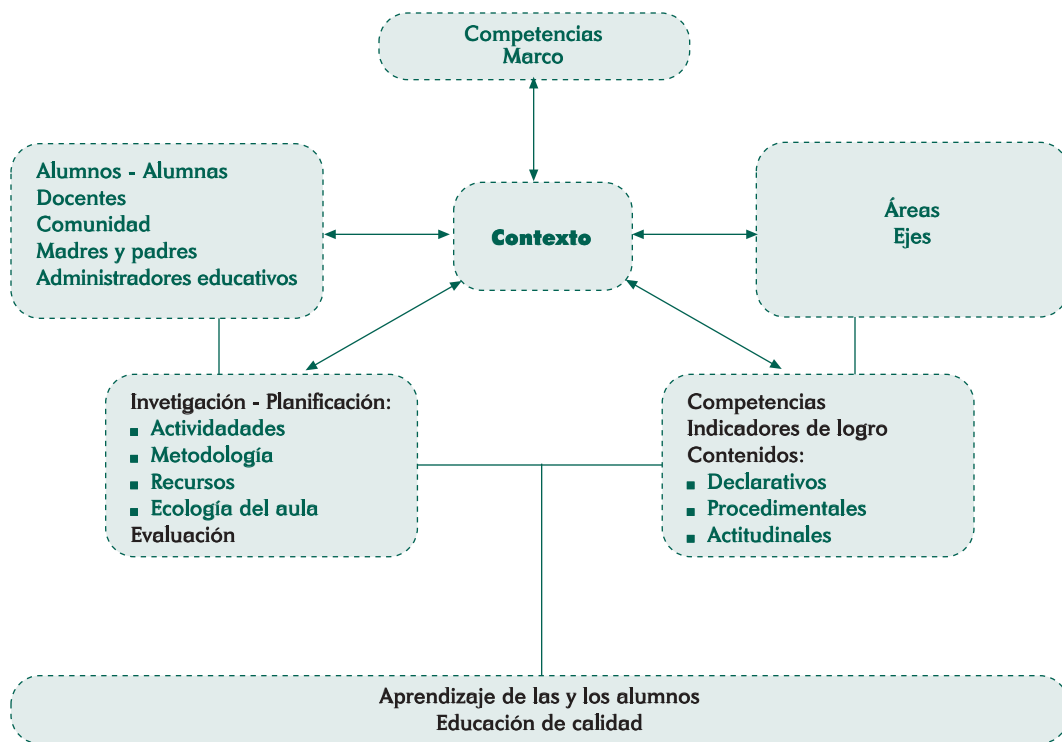 Competencias
Marco
Alumnos - Alumnas
Docentes
Comunidad
Madres y padres
Administradores educativos
Contexto
Áreas
Ejes
Invetigación - Planificación:
▪ Actividadades
▪ Metodología
▪ Recursos
▪ Ecología del aula
Evaluación
Competencias
Indicadores de logro
Contenidos:
▪ Declarativos
▪ Procedimentales
▪ Actitudinales
Aprendizaje de las y los alumnos
Educación de calidad